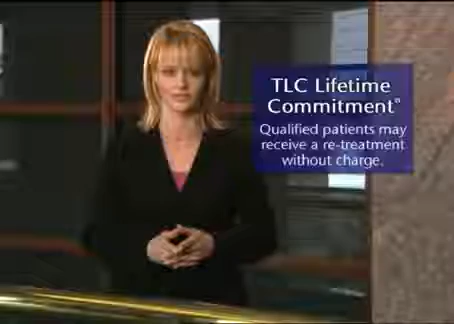 TLC Lifetime
Commitment®
Qualified patients may
receive a re-treatment
without charge.